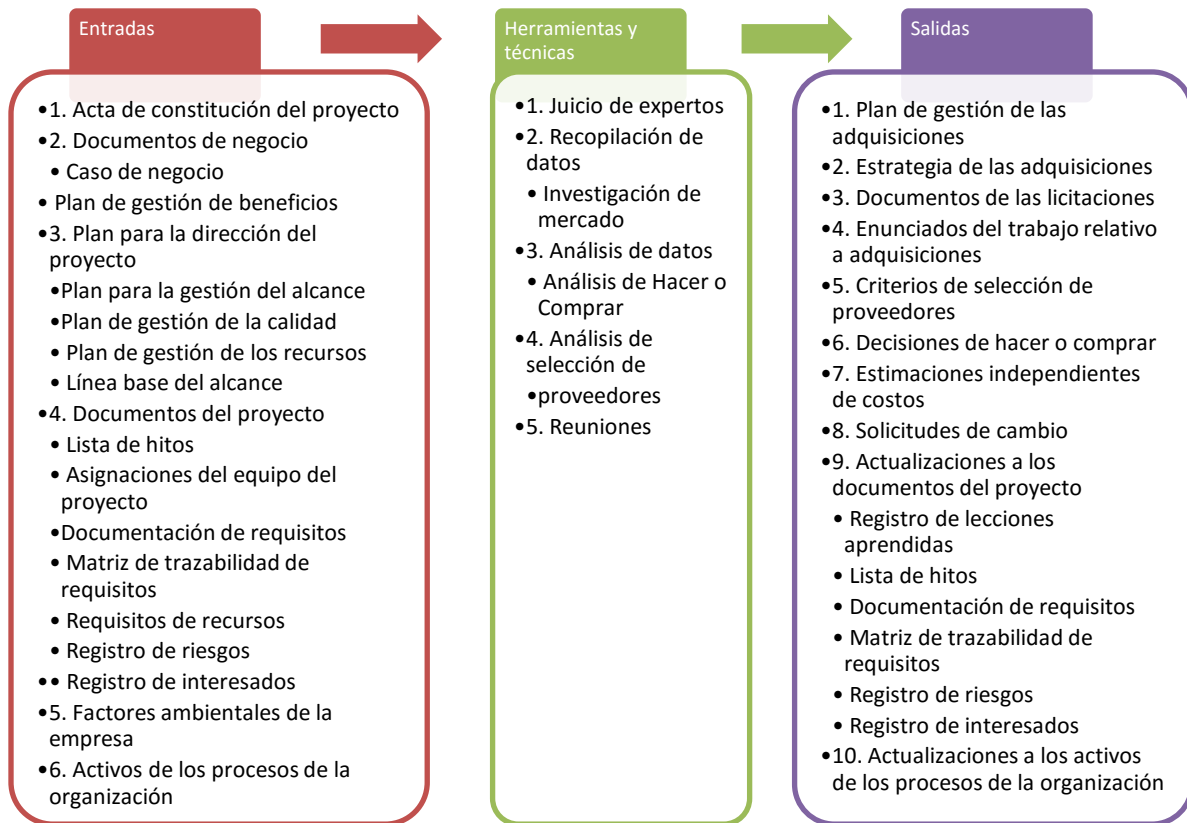 Entradas
•1. Acta de constitución del proyecto
•2. Documentos de negocio
• Caso de negocio
• Plan de gestión de beneficios
•3. Plan para la dirección del
proyecto
•Plan para la gestión del alcance
•Plan de gestión de la calidad
• Plan de gestión de los recursos
• Línea base del alcance
•4. Documentos del proyecto
• Lista de hitos
• Asignaciones del equipo del
proyecto
•Documentación de requisitos
• Matriz de trazabilidad de
requisitos
• Requisitos de recursos
• Registro de riesgos
•• Registro de interesados
•5. Factores ambientales de la
empresa
•6. Activos de los procesos de la
organización
Herramientas y
técnicas
•1. Juicio de expertos
•2. Recopilación de
datos
• Investigación de
mercado
•3. Análisis de datos
• Análisis de Hacer o
Comprar
•4. Análisis de
selección de
•proveedores
•5. Reuniones
Salidas
•1. Plan de gestión de las
adquisiciones
•2. Estrategia de las adquisiciones
•3. Documentos de las licitaciones
•4. Enunciados del trabajo relativo
a adquisiciones
•5. Criterios de selección de
proveedores
•6. Decisiones de hacer o comprar
•7. Estimaciones independientes
de costos
•8. Solicitudes de cambio
•9. Actualizaciones a los
documentos del proyecto
• Registro de lecciones
aprendidas
• Lista de hitos
• Documentación de requisitos
• Matriz de trazabilidad de
requisitos
• Registro de riesgos
• Registro de interesados
•10. Actualizaciones a los activos
de los procesos de la organización